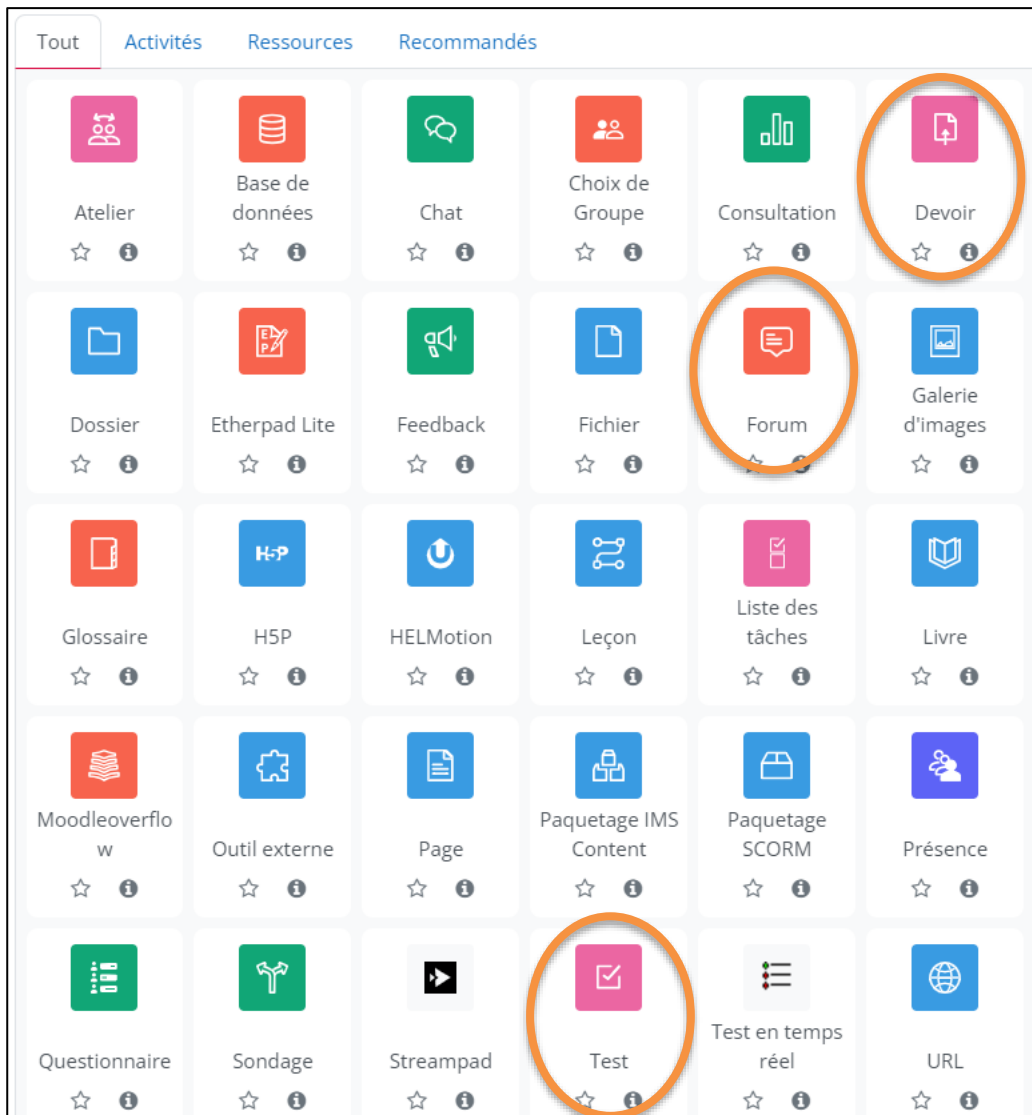 Tout Activités Ressources Recommandés
Atelier
Base de
données
Chat
Choix de
Groupe
Consultation
Devoir
Dossier
E
P
Etherpad Lite
Feedback
Fichier
Forum
Galerie
d'images
Glossaire
H5P
H5P
HELMotion
Leçon
Liste des
tâches
Livre
Moodleoverflo
w
Outil externe
Page
Paquetage IMS
Content
Paquetage
SCORM
Présence
Questionnaire
Sondage
Streampad
Test
Test en temps
réel
URL